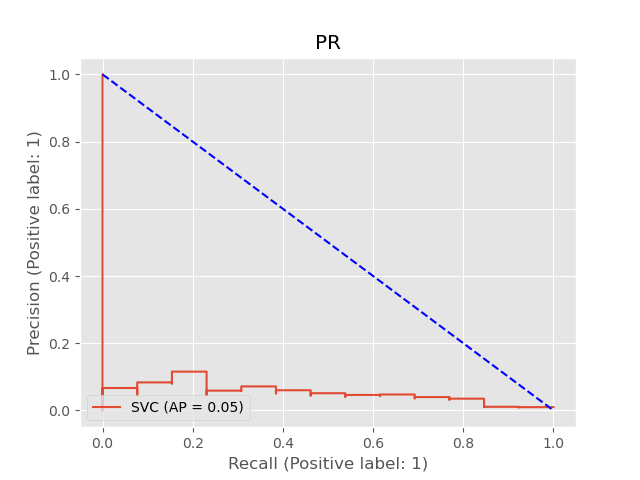 PR
Precision (Positive label: 1)
1.0
0.8
0.6
0.4
0.2
0.0
SVC (AP = 0.05)
0.0 0.2 0.4 0.6 0.8 1.0
Recall (Positive label: 1)